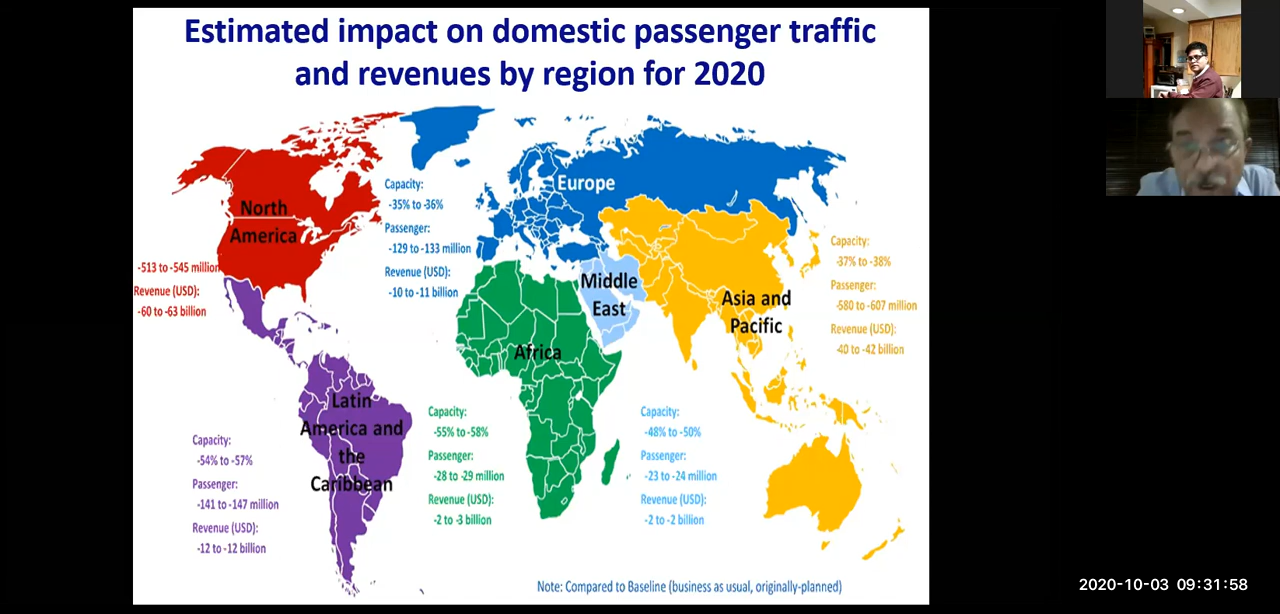 Estimated impact on domestic passenger traffic
and revenues by region for 2020
North
America
-513 to -545 million
Revenue (USD):
-60 to -63 billion
Capacity:
-35% to -36%
Passenger:
-129 to -133 million
Revenue (USD):
-10 to -11 billion
Europe
Middle
East
Asia and
Pacific
Capacity:
-37% to -38%
Passenger:
-580 to -607 million
Revenue (USD):
-40 to -42 billion
Africa
Latin
America and
the
Caribbean
Capacity:
-54% to -57%
Passenger:
-141 to -147 million
Revenue (USD):
-12 to -12 billion
Capacity:
-55% to -58%
Passenger:
-28 to -29 million
Revenue (USD):
-2 to -3 billion
Capacity:
-48% to -50%
Passenger:
-23 to -24 million
Revenue (USD):
-2 to -2 billion
Note: Compared to Baseline (business as usual, originally-planned)
2020-10-03 09:31:58